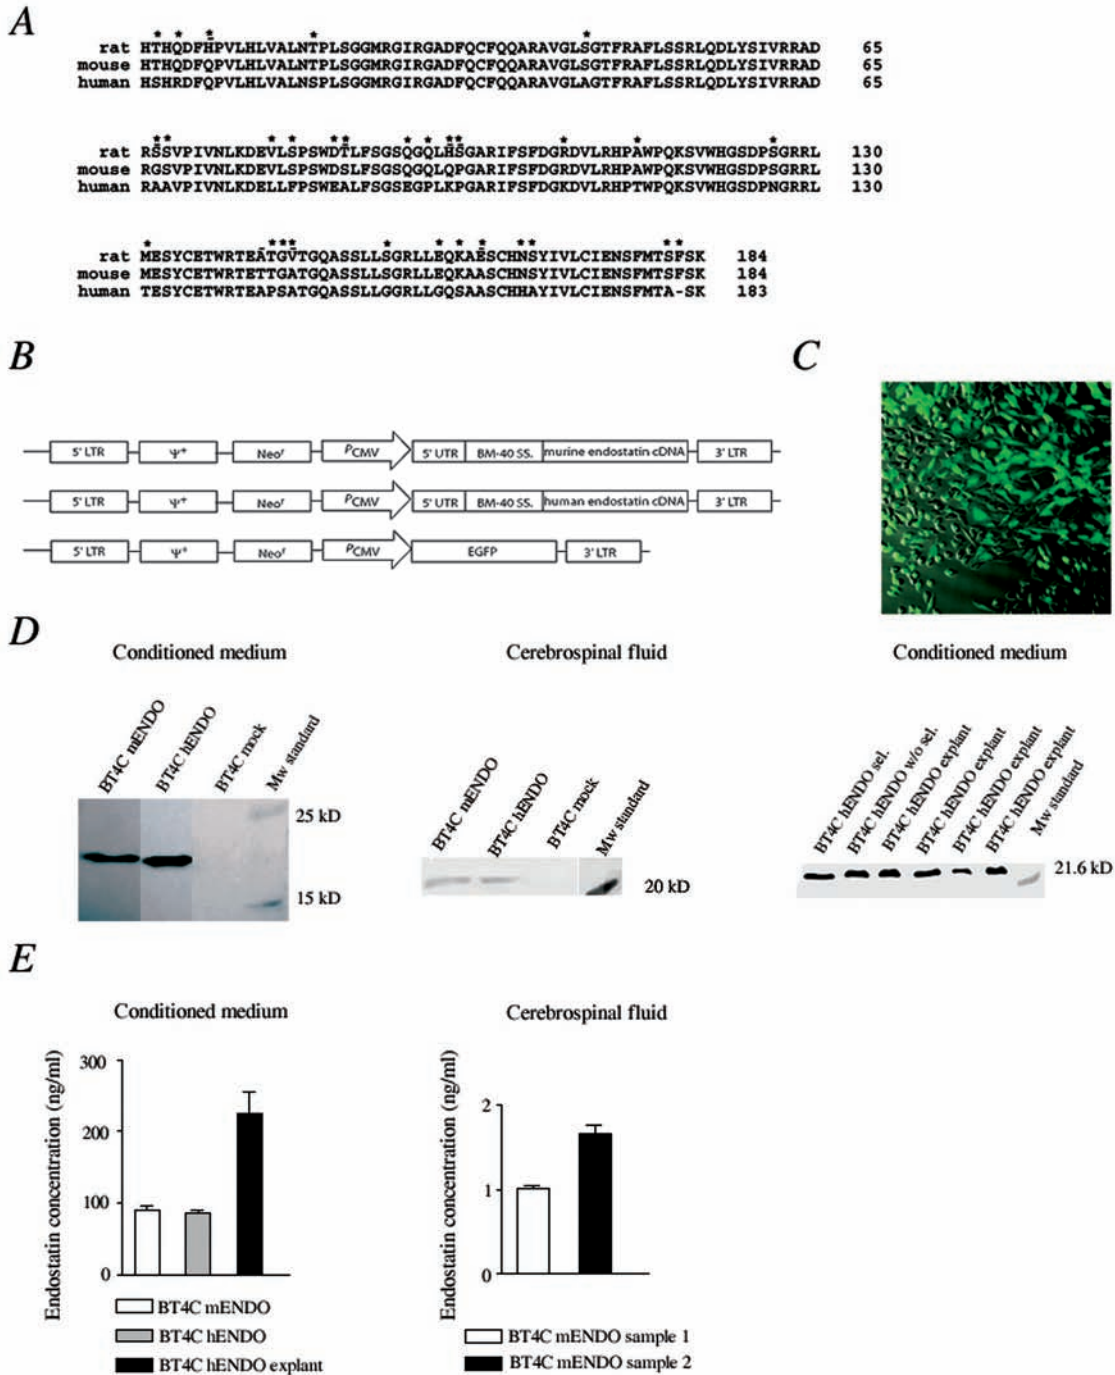 A
rat HTHQDFHPVLHLVALNTPLSGGMRGIRGADFQCFQQARAVGLSGTFRAFLSSRLQDLYSIVRRAD 65
mouse HTHQDFQPVLHLVALNTPLSGGMRGIRGADFQCFQQARAVGLSGTFRAFLSSRLQDLYSIVRRAD 65
human HSHRDFQPVLHLVALNSPLSGGMRGIRGADFQCFQQARAVGLAGTFRAFLSSRLQDLYSIVRRAD 65
rat RSSVPIVNLKDEVLSPSWDTLFSGSQGQLHSGARIFSFDGRDVLRHPAWPQKSVWHGSDPSGRRL 130
mouse RGSVPIVNLKDEVLSPSWDSLFSGSQGQLQPGARIFSFDGRDVLRHPAWPQKSVWHGSDPSGRRL 130
human RAAVPIVNLKDELLFPSWEALFSGSEGPLKPGARIFSFDGKDVLRHPTWPQKSVWHGSDPNGRRL 130
rat MESYCETWRTEATGVTGQASSLLSGRLLEQKAESCHNSYIVLCIENSFMTSFSK 184
mouse MESYCETWRTETTGATGQASSLLSGRLLEQKAASCHNSYIVLCIENSFMTSFSK 184
human TESYCETWRTEAPSATGQASSLLGGRLLGQSAASCHHAYIVLCIENSFMTA-SK 183
B
C
5' LTR Ψ+ Neor PCMV 5' UTR BM-40 SS. murine endostatin cDNA 3' LTR
5' LTR Ψ+ Neor PCMV 5' UTR BM-40 SS. human endostatin cDNA 3' LTR
5' LTR Ψ+ Neor PCMV EGFP 3' LTR
D
Conditioned medium
BT4C mENDO
BT4C hENDO
BT4C mock
Mw standard
25 kD
15 kD
Cerebrospinal fluid
BT4C mENDO
BT4C hENDO
BT4C mock
Mw standard
20 kD
Conditioned medium
BT4C hENDO sel.
BT4C hENDO w/o sel.
BT4C hENDO explant
BT4C hENDO explant
BT4C hENDO explant
BT4C hENDO explant
Mw standard
21.6 kD
E
Conditioned medium
Endostatin concentration (ng/ml)
300
200
100
0
BT4C mENDO
BT4C hENDO
BT4C hENDO explant
Cerebrospinal fluid
Endostatin concentration (ng/ml)
2
1
0
BT4C mENDO sample 1
BT4C mENDO sample 2